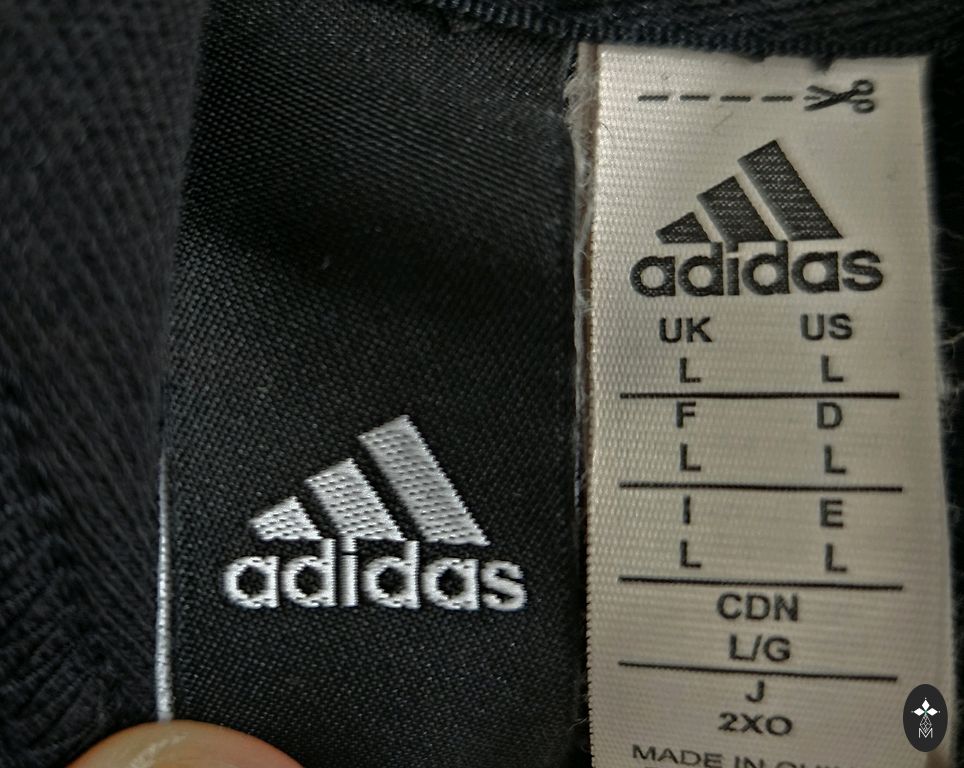 adidas
adidas
UK US
L L
F D
L L
I E
L L
CDN
L/G
J
2XO
MADE IN